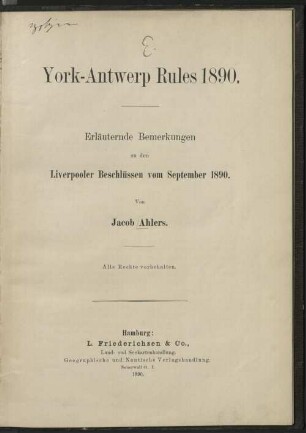 York-Antwerp Rules 1890.
Erläuternde Bemerkungen
zu den
Liverpooler Beschlüssen vom September 1890.
Von
Jacob Ahlers.
Alle Rechte vorbehalten.
Hamburg:
L. Friederichsen & Co.,
Land- und Seekartenhandlung.
Geographische und Nautische Verlagshandlung.
1890.